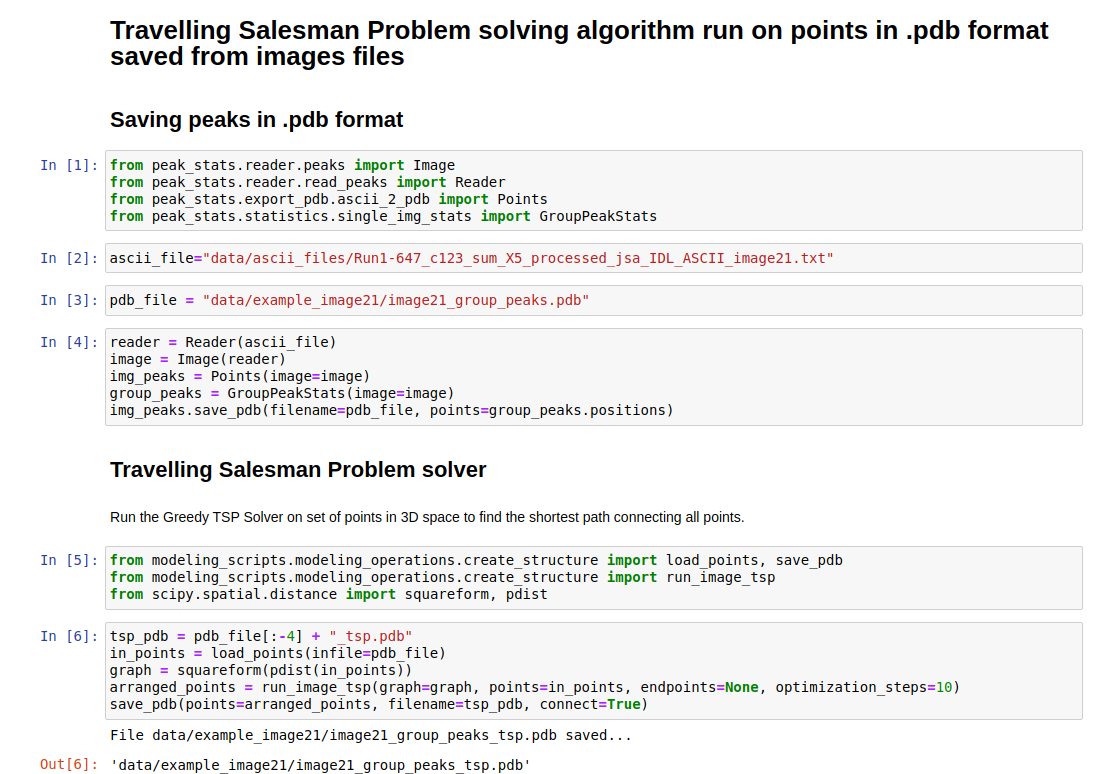 Travelling Salesman Problem solving algorithm run on points in .pdb format
saved from images files
Saving peaks in .pdb format
In [1]: from peak_stats.reader.peaks import Image
from peak_stats.reader.read_peaks import Reader
from peak_stats.export_pdb.ascii_2_pdb import Points
from peak_stats.statistics.single_img_stats import GroupPeakStats
In [2]: ascii_file="data/ascii_files/Run1-647_c123_sum_X5_processed_jsa_IDL_ASCII_image21.txt"
In [3]: pdb_file = "data/example_image21/image21_group_peaks.pdb"
In [4]: reader = Reader(ascii_file)
image = Image(reader)
img_peaks = Points(image=image)
group_peaks = GroupPeakStats(image=image)
img_peaks.save_pdb(filename=pdb_file, points=group_peaks.positions)
Travelling Salesman Problem solver
Run the Greedy TSP Solver on set of points in 3D space to find the shortest path connecting all points.
In [5]: from modeling_scripts.modeling_operations.create_structure import load_points, save_pdb
from modeling_scripts.modeling_operations.create_structure import run_image_tsp
from scipy.spatial.distance import squareform, pdist
In [6]: tsp_pdb = pdb_file[:-4] + "_tsp.pdb"
in_points = load_points(infile=pdb_file)
graph = squareform(pdist(in_points))
arranged_points = run_image_tsp(graph=graph, points=in_points, endpoints=None, optimization_steps=10)
save_pdb(points=arranged_points, filename=tsp_pdb, connect=True)
File data/example_image21/image21_group_peaks_tsp.pdb saved...
Out[6]: 'data/example_image21/image21_group_peaks_tsp.pdb'